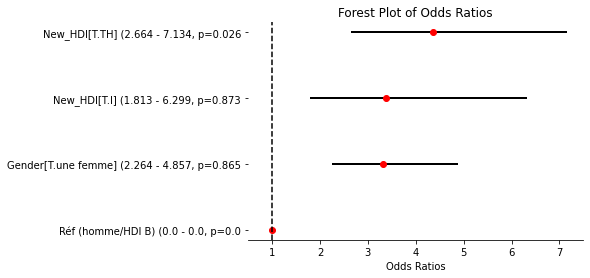 Forest Plot of Odds Ratios
New_HDI[T.TH] (2.664 - 7.134, p=0.026
New_HDI[T.I] (1.813 - 6.299, p=0.873
Gender[T.une femme] (2.264 - 4.857, p=0.865
Réf (homme/HDI B) (0.0 - 0.0, p=0.0
1 2 3 4 5 6 7
Odds Ratios